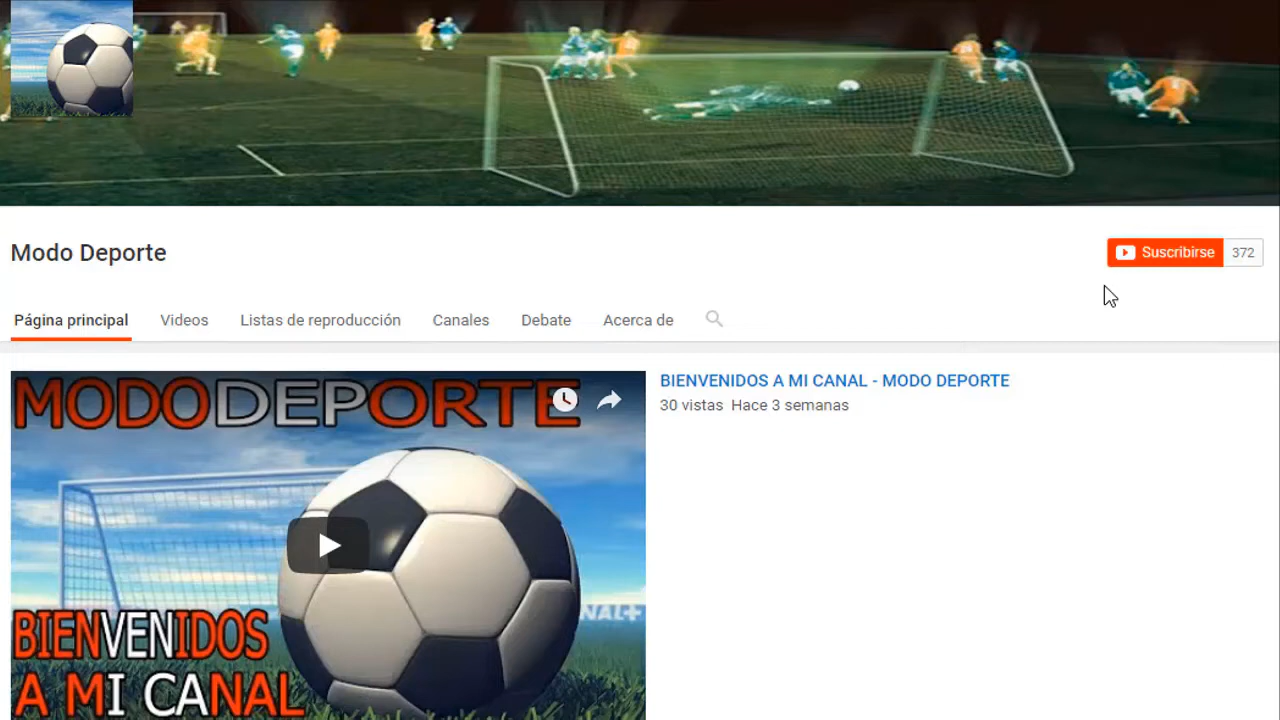 Modo Deporte
Suscribirse 372
Página principal Videos Listas de reproducción Canales Debate Acerca de
MODODEPORTE
BIENVENIDOS A MI CANAL - MODO DEPORTE
30 vistas Hace 3 semanas
NAL+
BIENVENIDOS
A MI CANAL